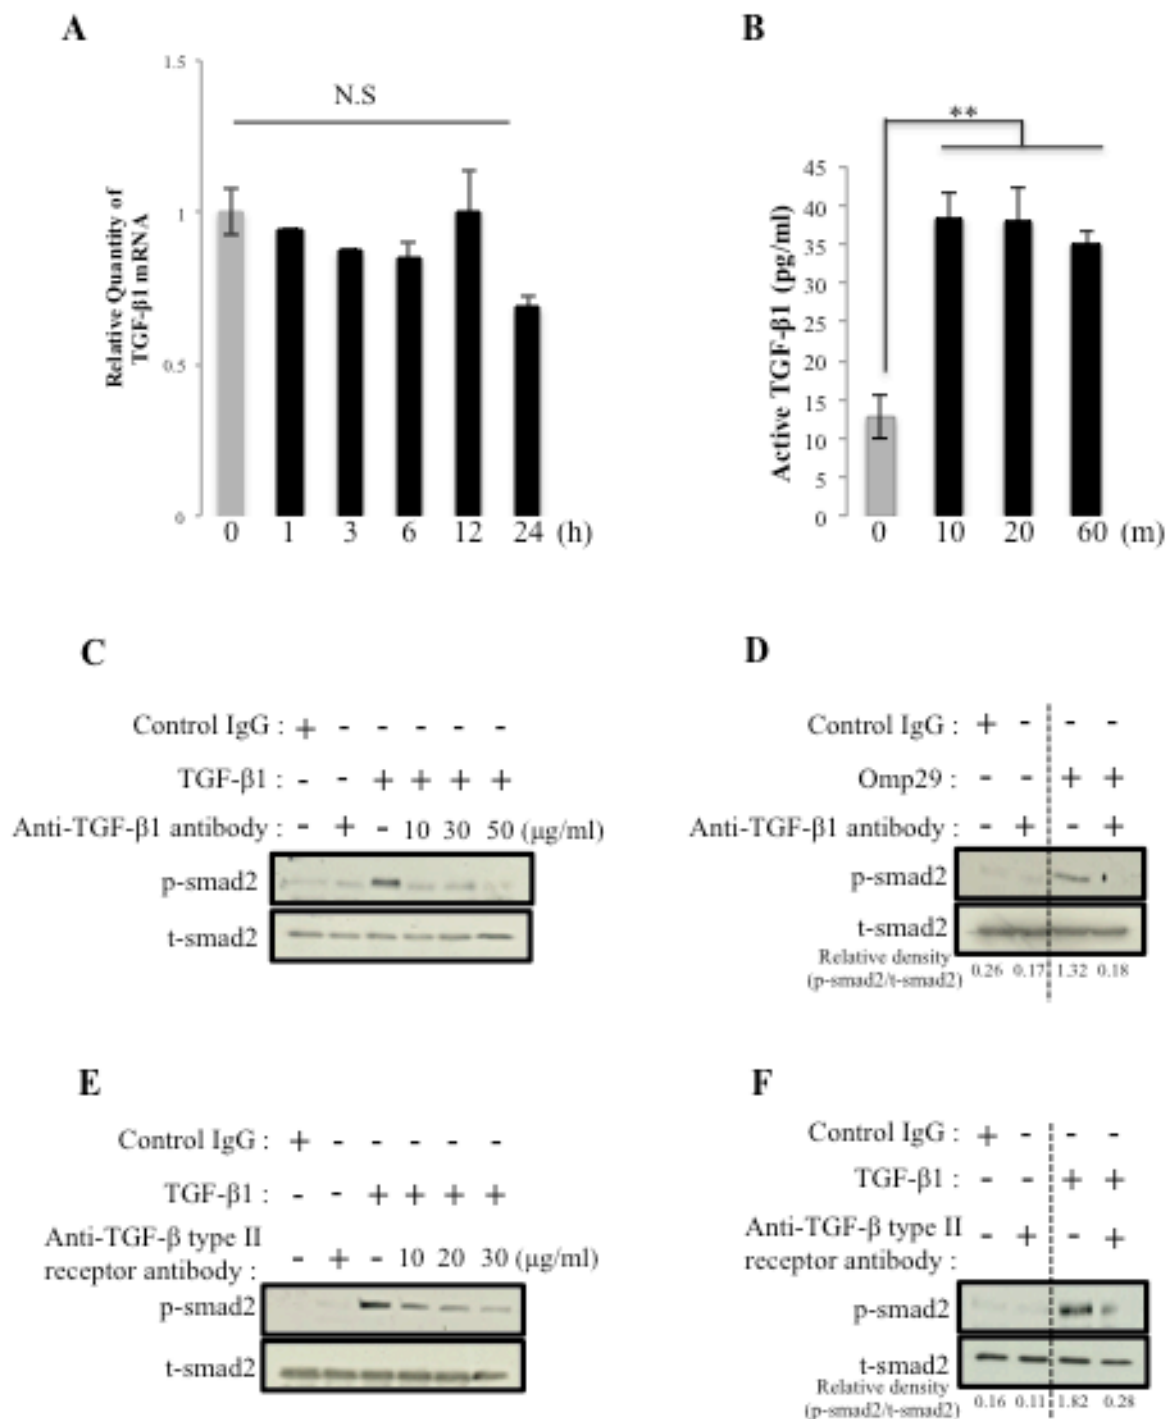 A
1.5
1
0.5
0
Relative Quantity of
TGF-β1 mRNA
N.S
0 1 3 6 12 24 (h)
B
**
45
40
35
30
25
20
15
10
5
0
Active TGF-β1 (pg/ml)
0 10 20 60 (m)
C
Control IgG : + - - - - -
TGF-β1 : - - + + + +
Anti-TGF-β1 antibody : - + - 10 30 50 (μg/ml)
p-smad2
t-smad2
D
Control IgG : + - - -
Omp29 : - - + +
Anti-TGF-β1 antibody : - + - +
p-smad2
t-smad2
Relative density
(p-smad2/t-smad2) 0.26 0.17 1.32 0.18
E
Control IgG : + - - - - -
TGF-β1 : - - + + + +
Anti-TGF-β type II
receptor antibody : - + - 10 20 30 (μg/ml)
p-smad2
t-smad2
F
Control IgG : + - - -
TGF-β1 : - - + +
Anti-TGF-β type II
receptor antibody : - + - +
p-smad2
t-smad2
Relative density
(p-smad2/t-smad2) 0.16 0.11 1.82 0.28